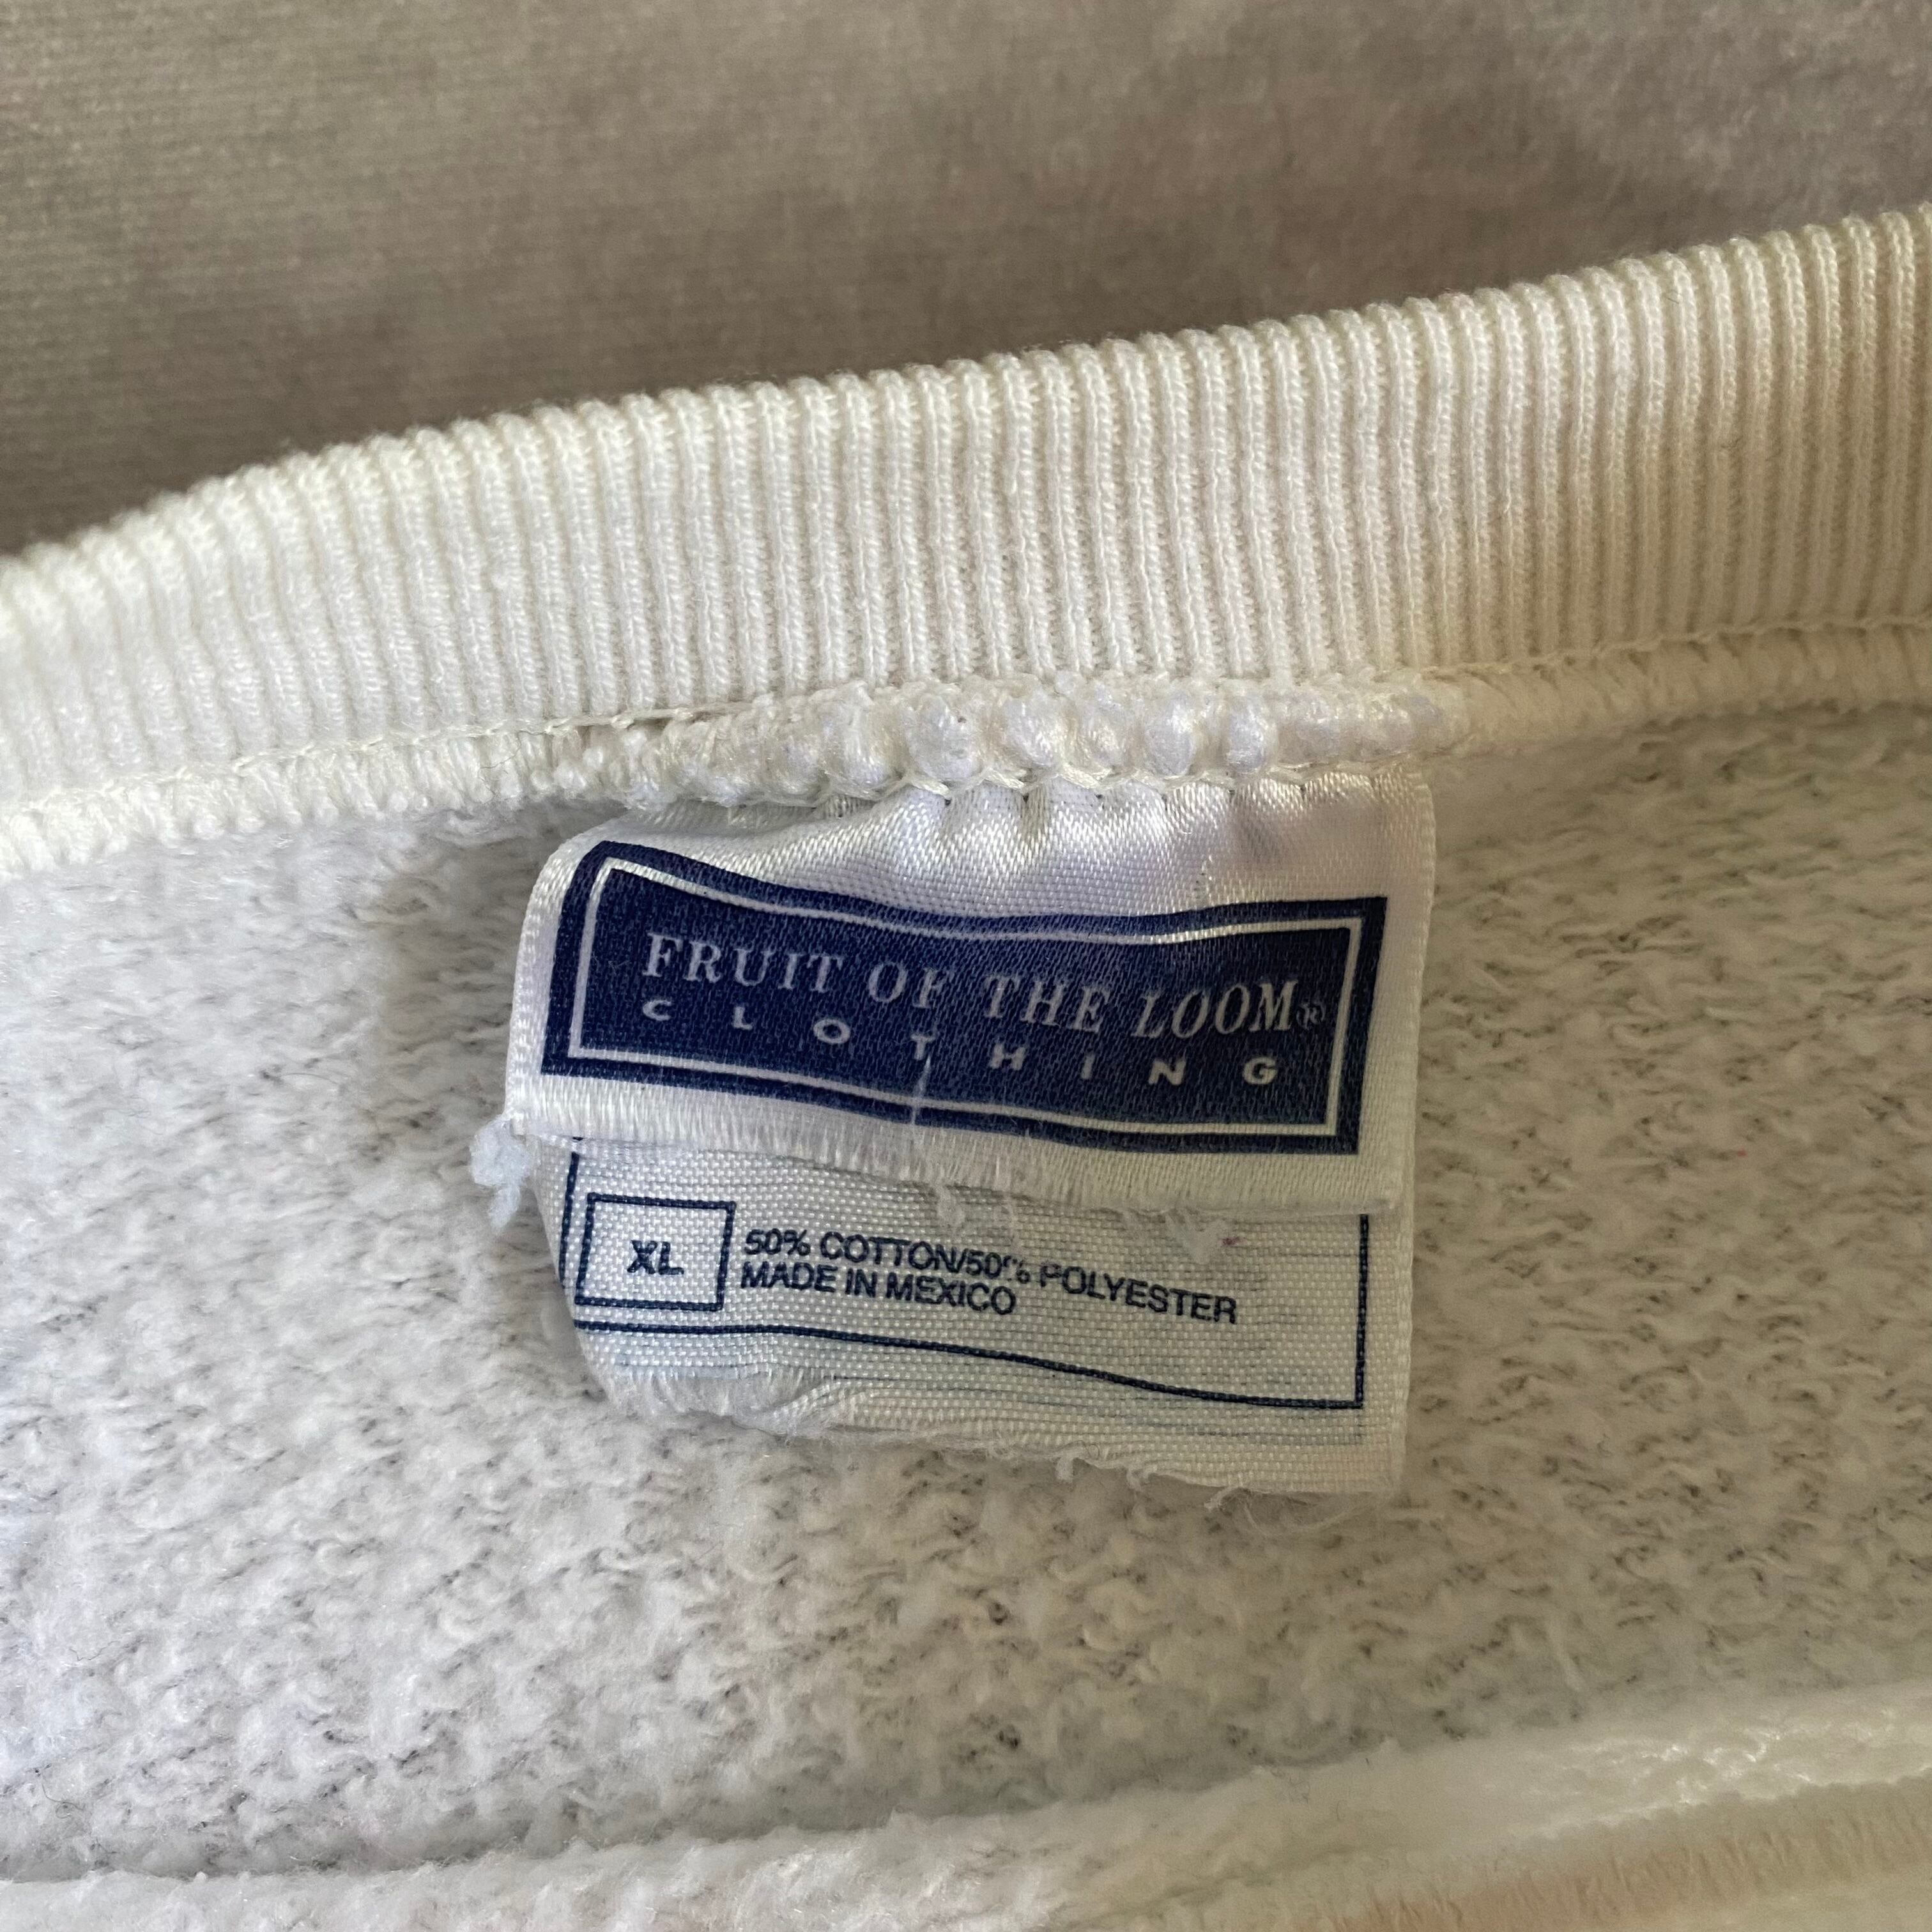 FRUIT OF THE LOOM®
CLOTHING
XL
50% COTTON/50% POLYESTER
MADE IN MEXICO